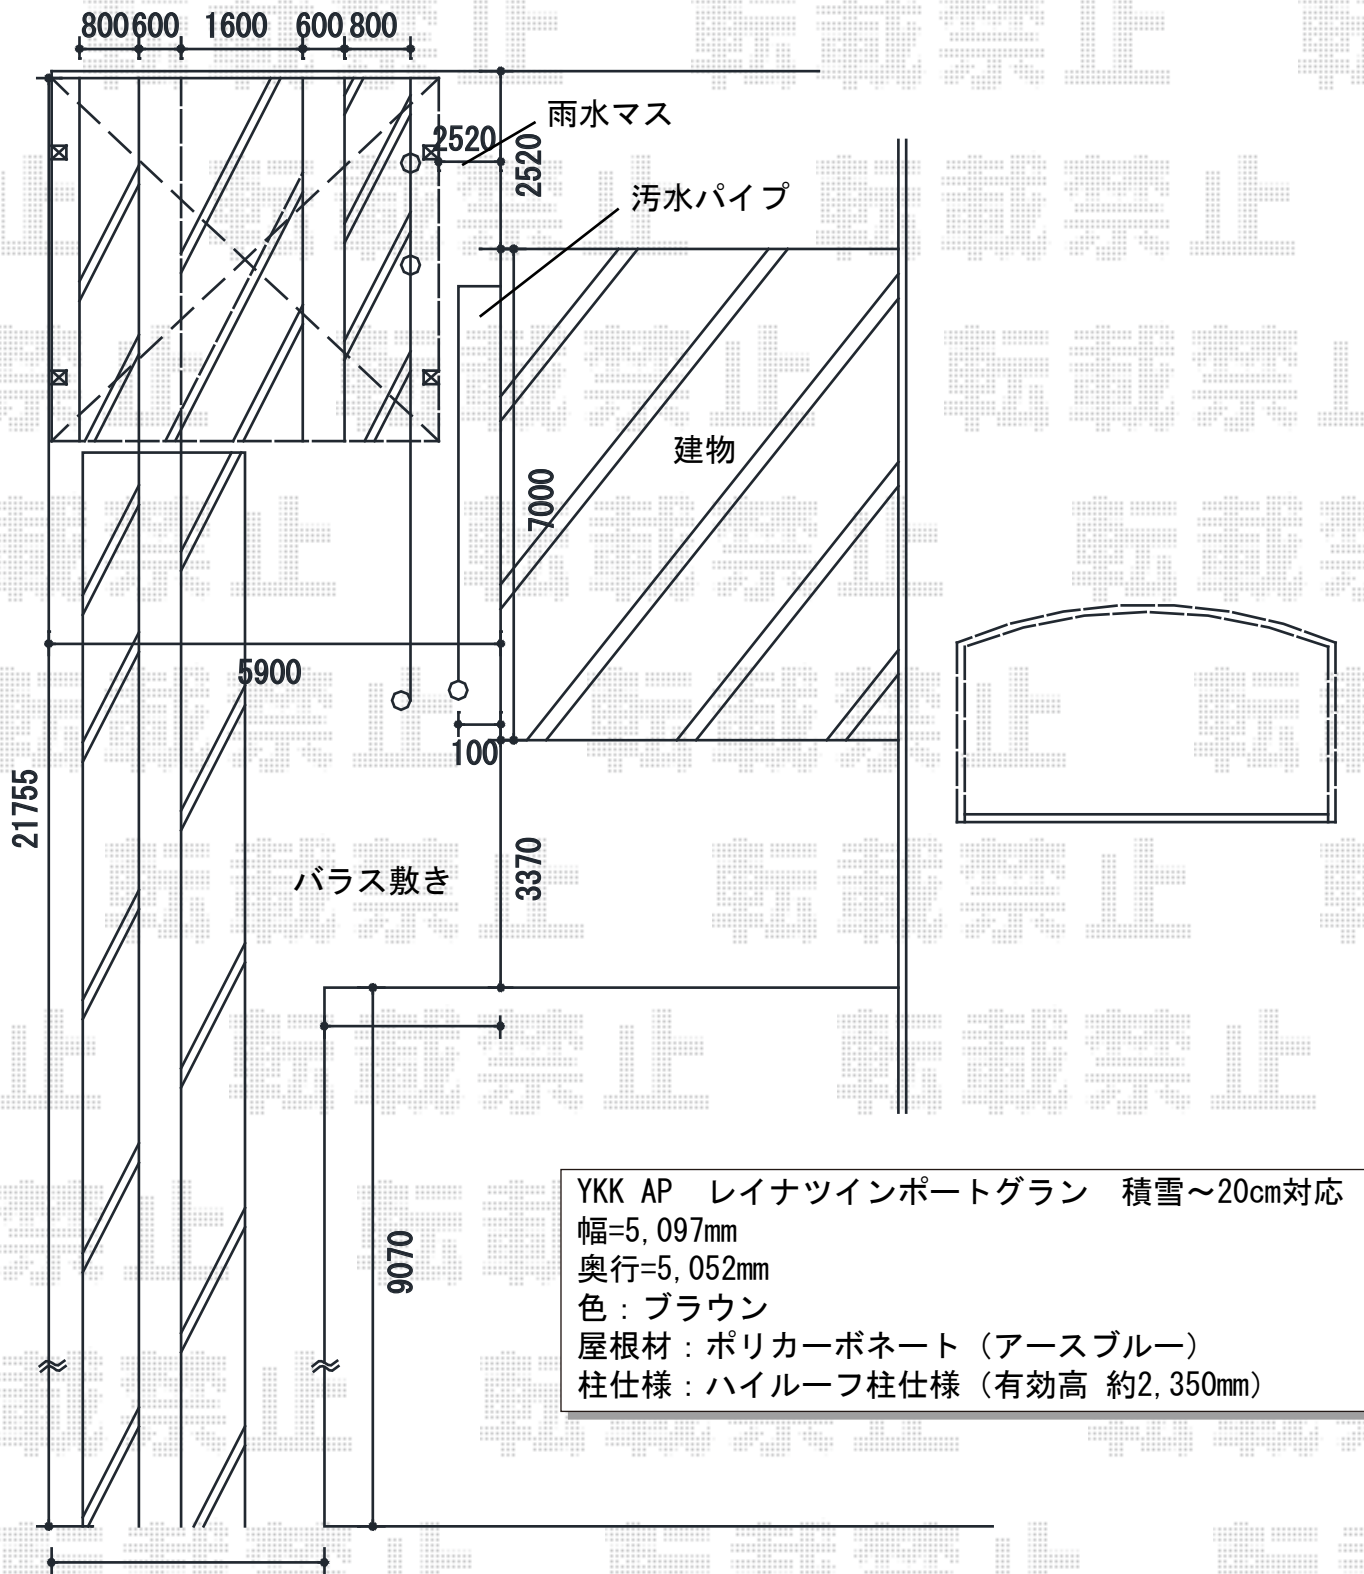 800 600 1600 600 800
雨水マス
2520
2520
汚水パイプ
建物
7000
5900
100
21755
バラス敷き
3370
9070
YKK AP レイナツインポートグラン 積雪～20cm対応
幅=5,097mm
奥行=5,052mm
色：ブラウン
屋根材：ポリカーボネート（アースブルー）
柱仕様：ハイルーフ柱仕様（有効高 約2,350mm）
転載禁止